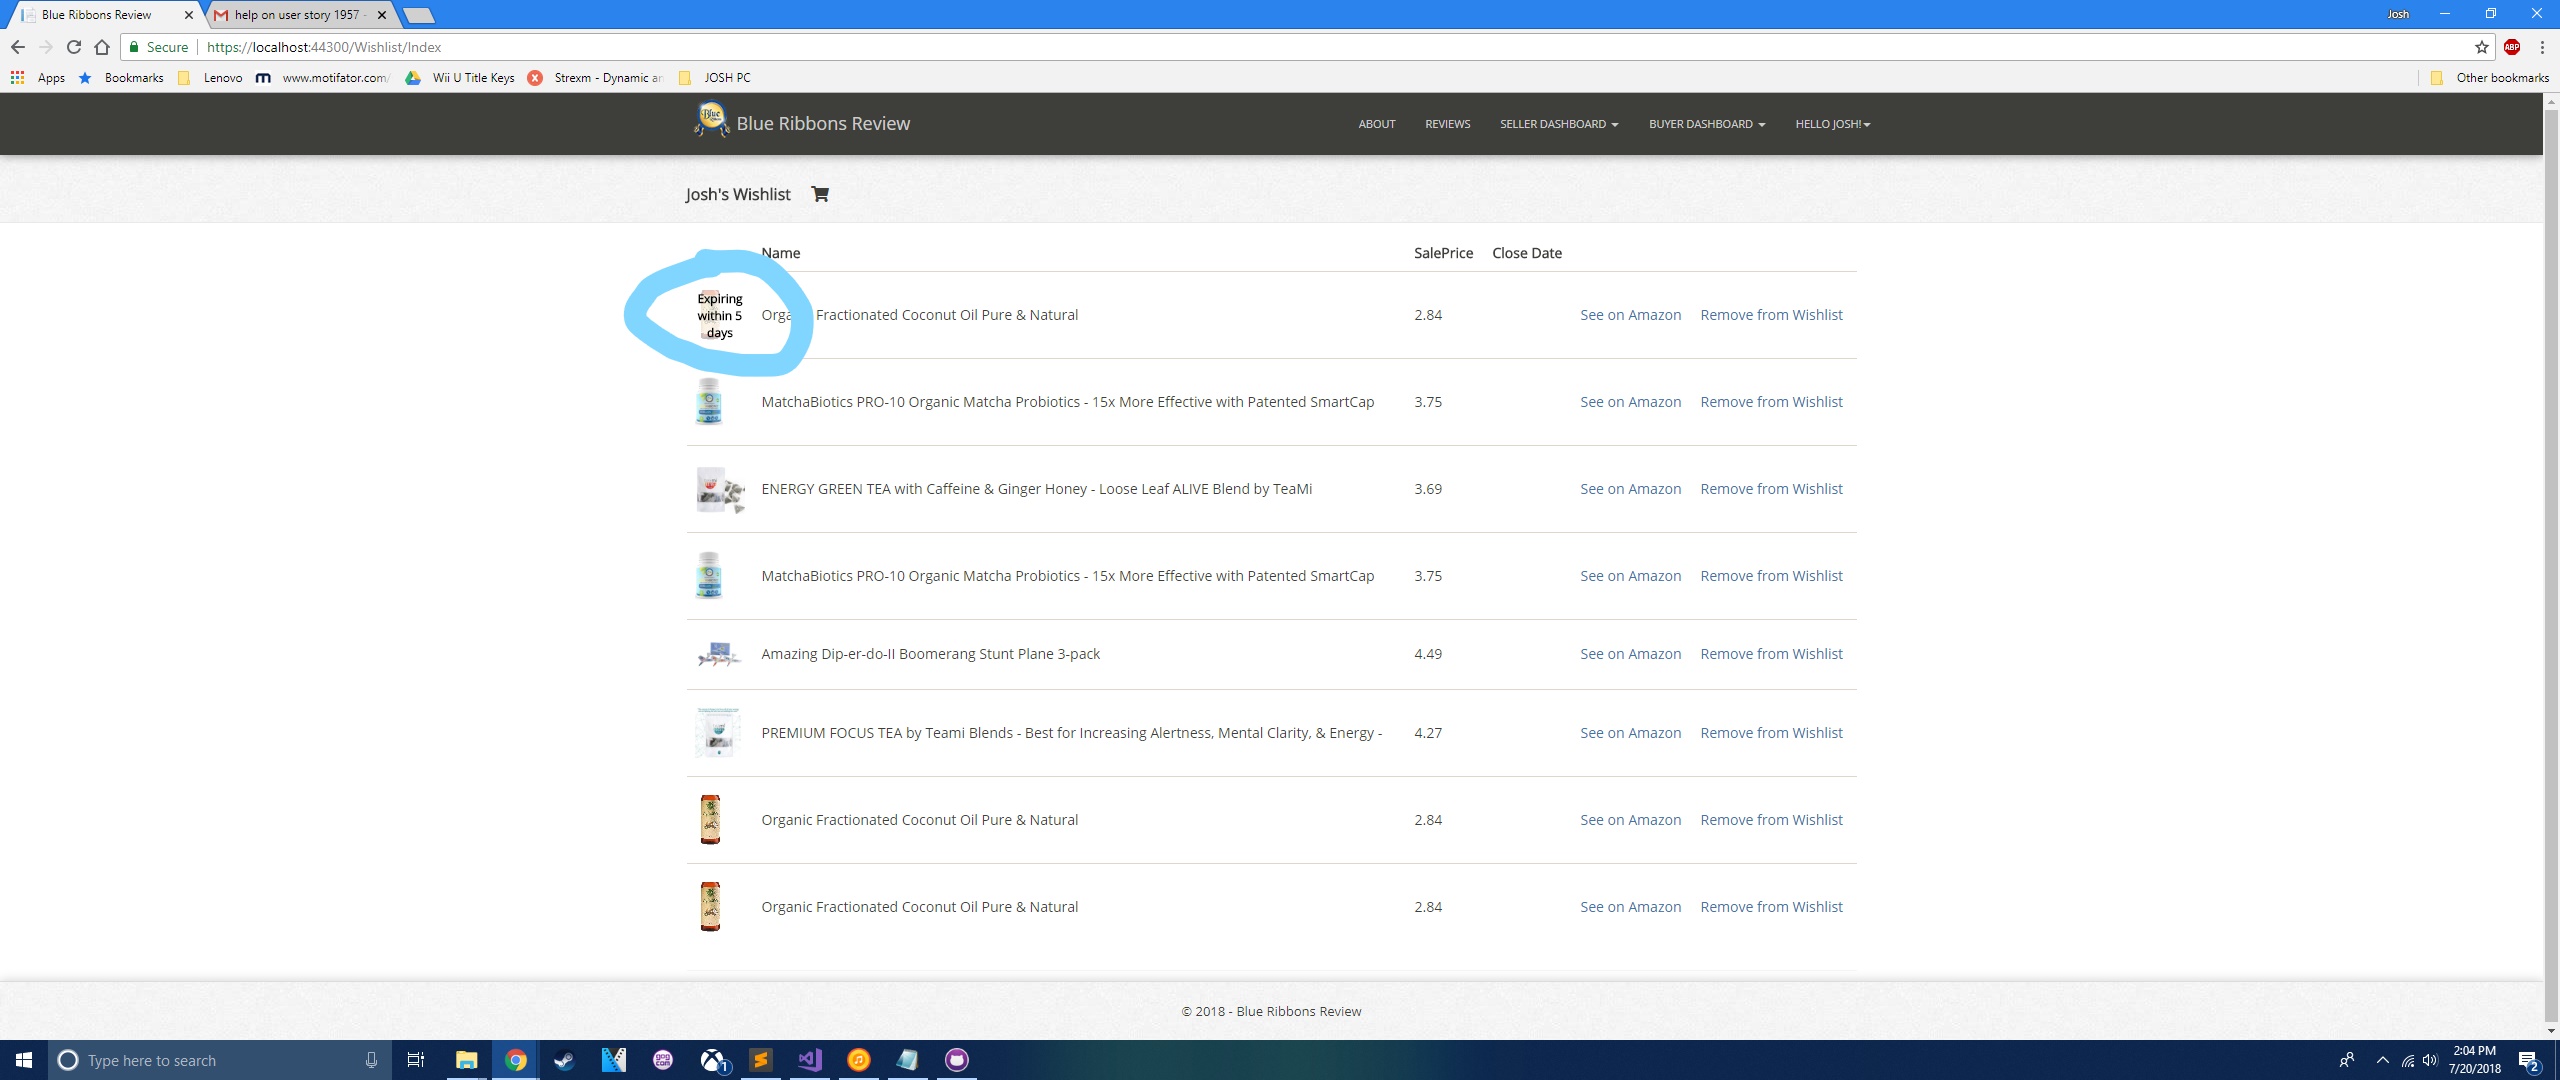 Blue Ribbons Review
help on user story 1957 -
Josh
Secure
https://localhost:44300/Wishlist/Index
ABP
Apps
Bookmarks
Lenovo
www.motifator.com/
Wii U Title Keys
Strexm - Dynamic an
JOSH PC
Other bookmarks
Blue
Blue Ribbons Review
ABOUT
REVIEWS
SELLER DASHBOARD
BUYER DASHBOARD
HELLO JOSH!
Josh's Wishlist
Name
SalePrice
Close Date
Expiring
within 5
days
Organic Fractionated Coconut Oil Pure & Natural
2.84
See on Amazon
Remove from Wishlist
MatchaBiotics PRO-10 Organic Matcha Probiotics - 15x More Effective with Patented SmartCap
3.75
See on Amazon
Remove from Wishlist
ENERGY GREEN TEA with Caffeine & Ginger Honey - Loose Leaf ALIVE Blend by TeaMi
3.69
See on Amazon
Remove from Wishlist
MatchaBiotics PRO-10 Organic Matcha Probiotics - 15x More Effective with Patented SmartCap
3.75
See on Amazon
Remove from Wishlist
Amazing Dip-er-do-II Boomerang Stunt Plane 3-pack
4.49
See on Amazon
Remove from Wishlist
PREMIUM FOCUS TEA by Teami Blends - Best for Increasing Alertness, Mental Clarity, & Energy -
4.27
See on Amazon
Remove from Wishlist
Organic Fractionated Coconut Oil Pure & Natural
2.84
See on Amazon
Remove from Wishlist
Organic Fractionated Coconut Oil Pure & Natural
2.84
See on Amazon
Remove from Wishlist
© 2018 - Blue Ribbons Review
Type here to search
gog
com
1
2:04 PM
7/20/2018
2